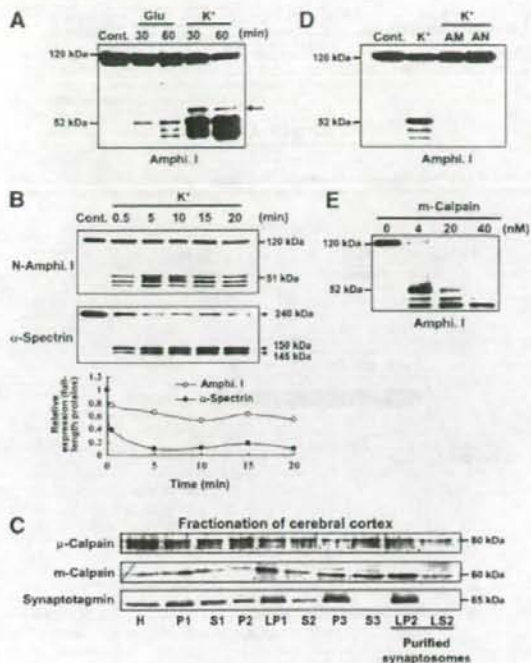 A
Glu K⁺
Cont. 30 60 30 60 (min)
120 kDa
52 kDa
Amphi. I
D
K⁺
Cont. K⁺ AM AN
120 kDa
52 kDa
Amphi. I
B
K⁺
Cont. 0.5 5 10 15 20 (min)
N-Amphi. I
120 kDa
51 kDa
α-Spectrin
240 kDa
150 kDa
145 kDa
Relative expression (full-length proteins)
1.2
1
0.8
0.6
0.4
0.2
0
Amphi. I
α-Spectrin
0 5 10 15 20
Time (min)
E
m-Calpain
0 4 20 40 (nM)
120 kDa
52 kDa
Amphi. I
C
Fractionation of cerebral cortex
μ-Calpain 80 kDa
m-Calpain 80 kDa
Synaptotagmin 65 kDa
H P1 S1 P2 LP1 S2 P3 S3 LP2 LS2
Purified
synaptosomes